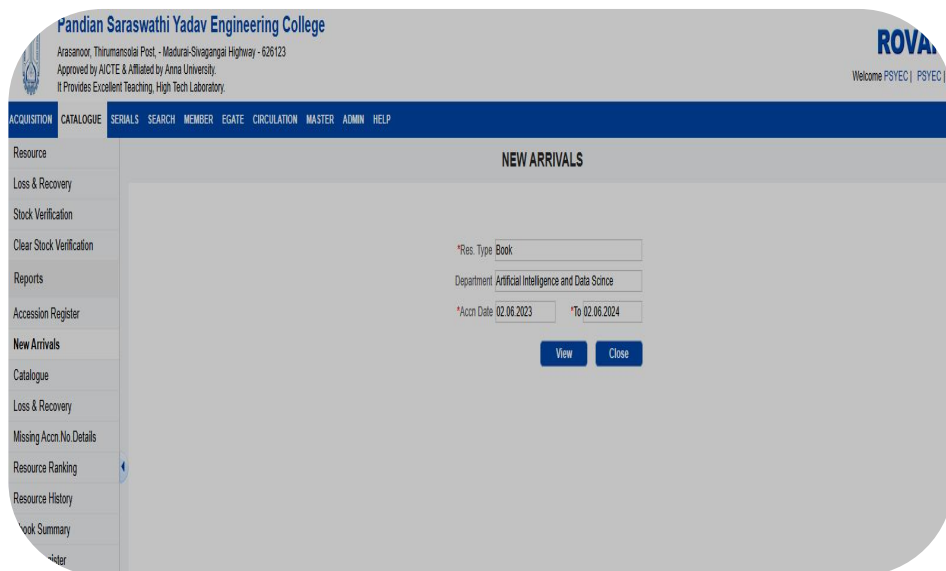 Pandian Saraswathi Yadav Engineering College
Arasanoor, Thirumansolai Post, - Madurai-Sivagangai Highway - 626123
Approved by AICTE & Affliated by Anna University.
It Provides Excellent Teaching, High Tech Laboratory.
Welcome PSYEC | PSYEC |
ACQUISITION CATALOGUE SERIALS SEARCH MEMBER EGATE CIRCULATION MASTER ADMIN HELP
Resource
Loss & Recovery
Stock Verification
Clear Stock Verification
Reports
Accession Register
New Arrivals
Catalogue
Loss & Recovery
Missing Accn.No.Details
Resource Ranking
Resource History
Summary
NEW ARRIVALS
*Res. Type Book
Department Artificial Intelligence and Data Scince
*Accn Date 02.06.2023 *To 02.06.2024
View Close